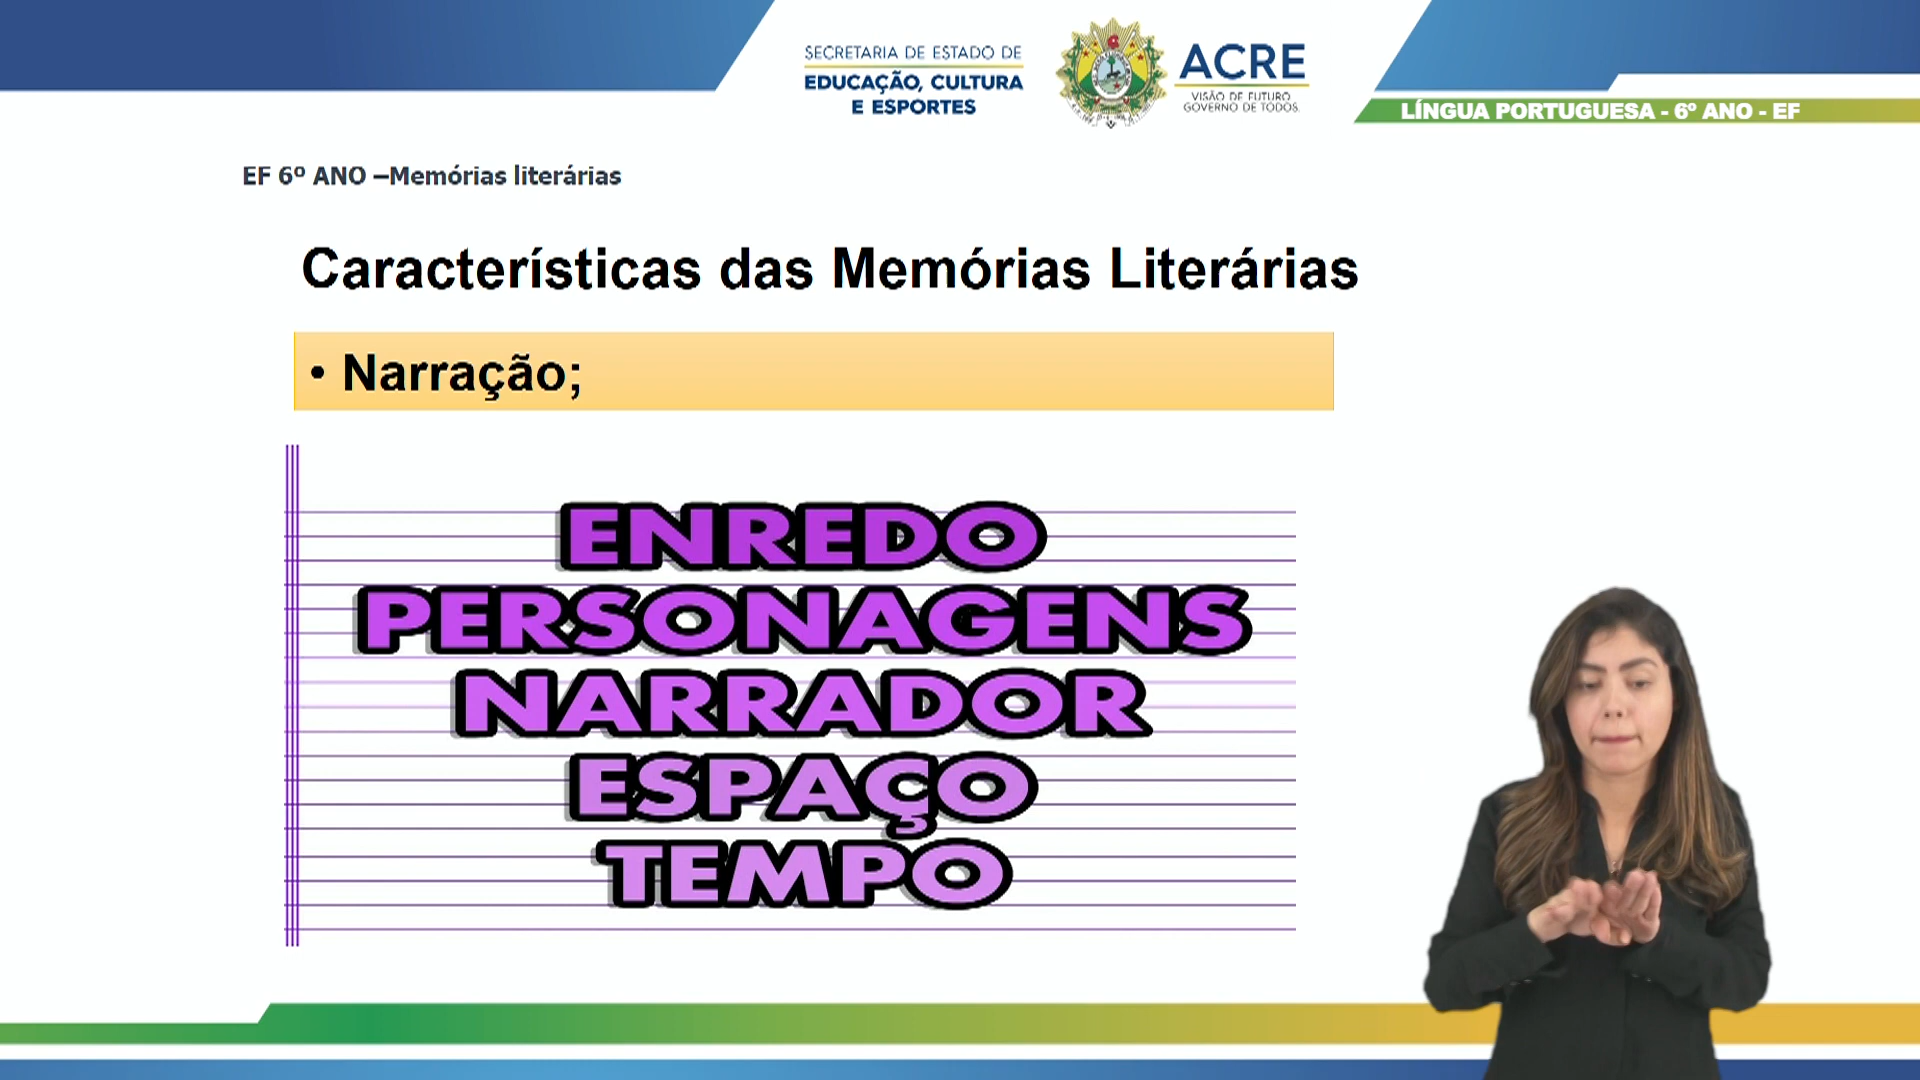 SECRETARIA DE ESTADO DE
EDUCAÇÃO, CULTURA
E ESPORTES
ACRE
VISÃO DE FUTURO
GOVERNO DE TODOS.
LÍNGUA PORTUGUESA - 6º ANO - EF
EF 6º ANO –Memórias literárias
Características das Memórias Literárias
• Narração;
ENREDO
PERSONAGENS
NARRADOR
ESPAÇO
TEMPO